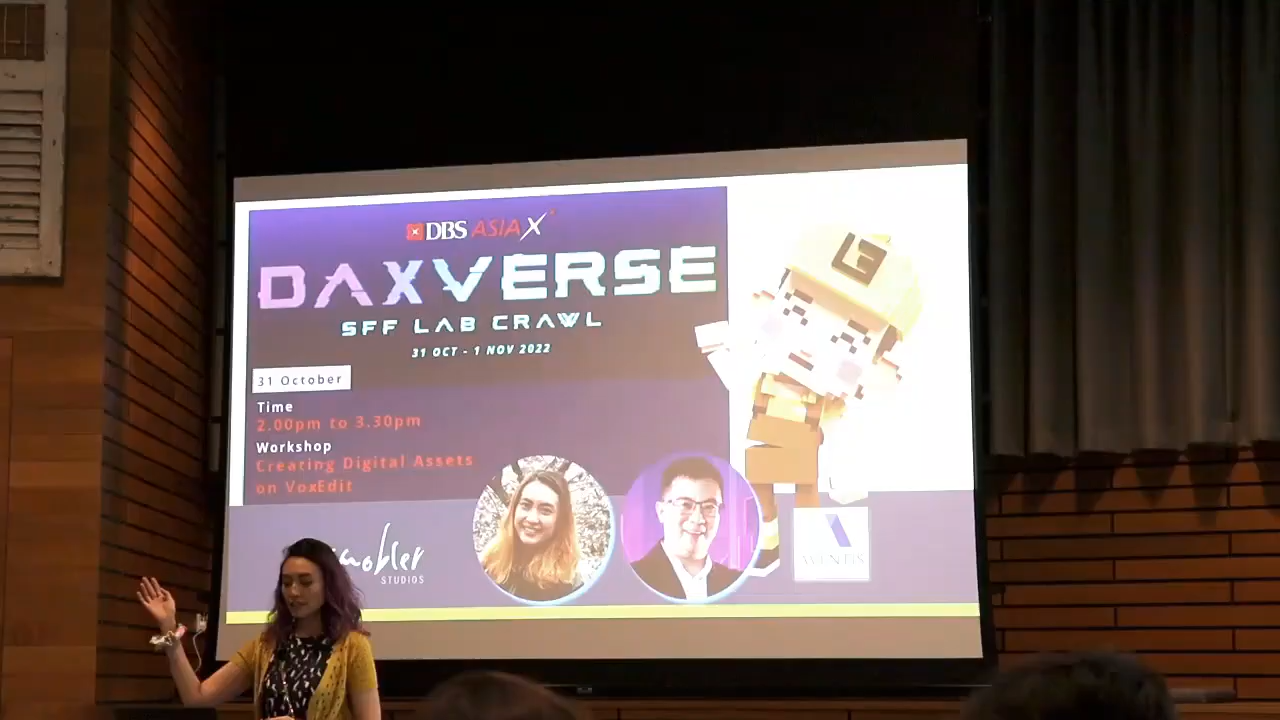 DBS ASIA X
DAXVERSE
SFF LAB CRAWL
31 OCT - 1 NOV 2022
31 October
Time
2.00pm to 3.30pm
Workshop
Creating Digital Assets
on VoxEdit
STUDIOS
AVENTIS